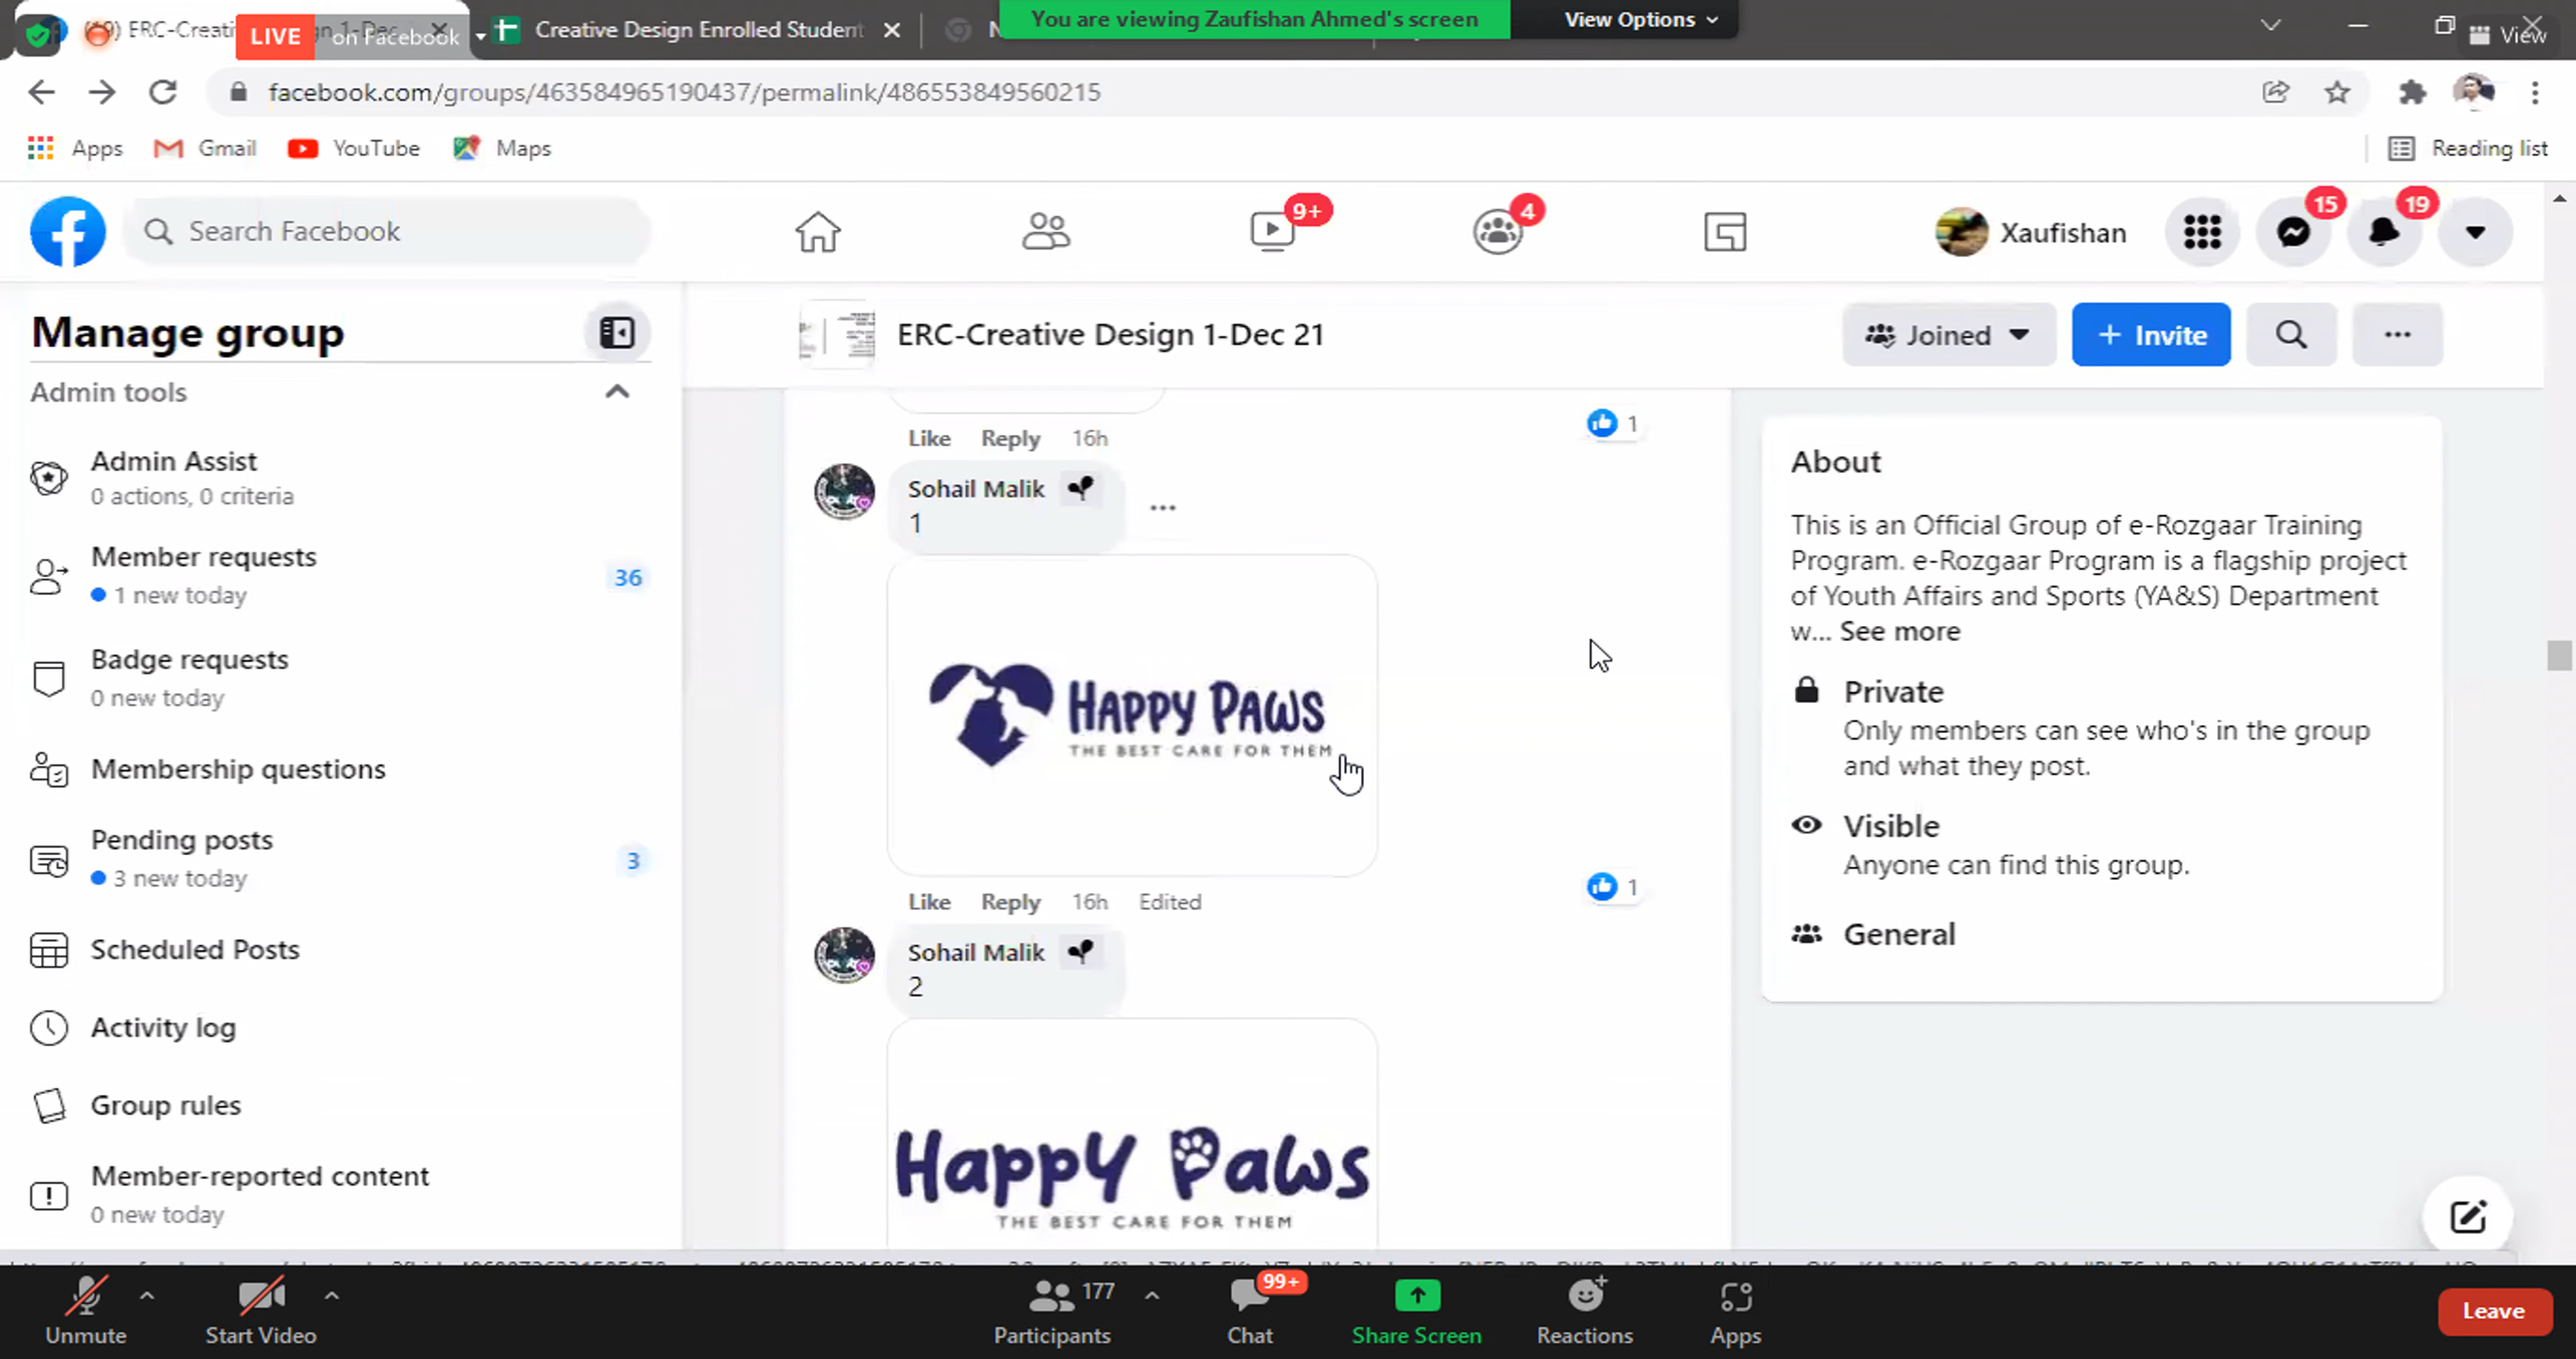 ERC-Creati
LIVE on Facebook
Creative Design Enrolled Student
You are viewing Zaufishan Ahmed's screen
View Options
View
facebook.com/groups/463584965190437/permalink/486553849560215
Apps
Gmail
YouTube
Maps
Reading list
Search Facebook
9+
4
Xaufishan
15
19
Manage group
ERC-Creative Design 1-Dec 21
Joined
+ Invite
Admin tools
Admin Assist
0 actions, 0 criteria
Member requests
1 new today
36
Badge requests
0 new today
Membership questions
Pending posts
3 new today
3
Scheduled Posts
Activity log
Group rules
Member-reported content
0 new today
Like Reply 16h
1
Sohail Malik
1
HAPPY PAWS
THE BEST CARE FOR THEM
Like Reply 16h Edited
1
Sohail Malik
2
HAPPY PAWS
THE BEST CARE FOR THEM
About
This is an Official Group of e-Rozgaar Training
Program. e-Rozgaar Program is a flagship project
of Youth Affairs and Sports (YA&S) Department
w... See more
Private
Only members can see who's in the group
and what they post.
Visible
Anyone can find this group.
General
Unmute
Start Video
177
Participants
99+
Chat
Share Screen
Reactions
Apps
Leave